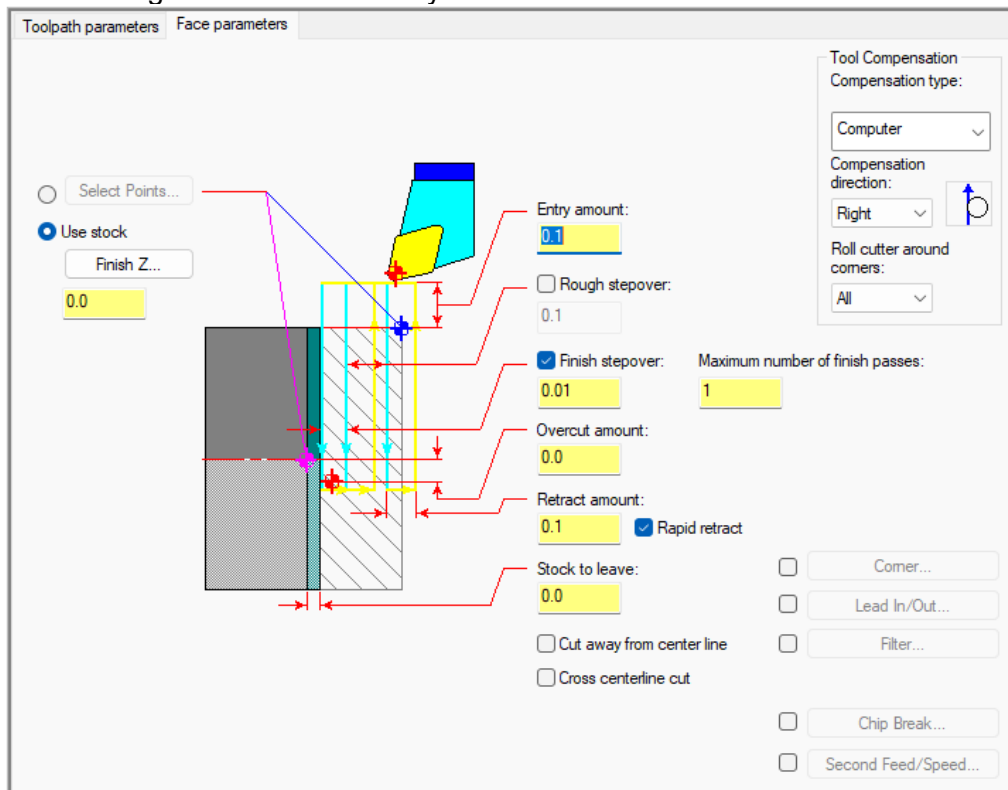 Toolpath parameters
Face parameters
Tool Compensation
Compensation type:
Computer
Compensation
direction:
Right
Roll cutter around
corners:
All
Select Points...
Use stock
Finish Z...
0.0
Entry amount:
0.1
Rough stepover:
0.1
Finish stepover:
0.01
Maximum number of finish passes:
1
Overcut amount:
0.0
Retract amount:
0.1
Rapid retract
Stock to leave:
0.0
Cut away from center line
Cross centerline cut
Corner...
Lead In/Out...
Filter...
Chip Break...
Second Feed/Speed...